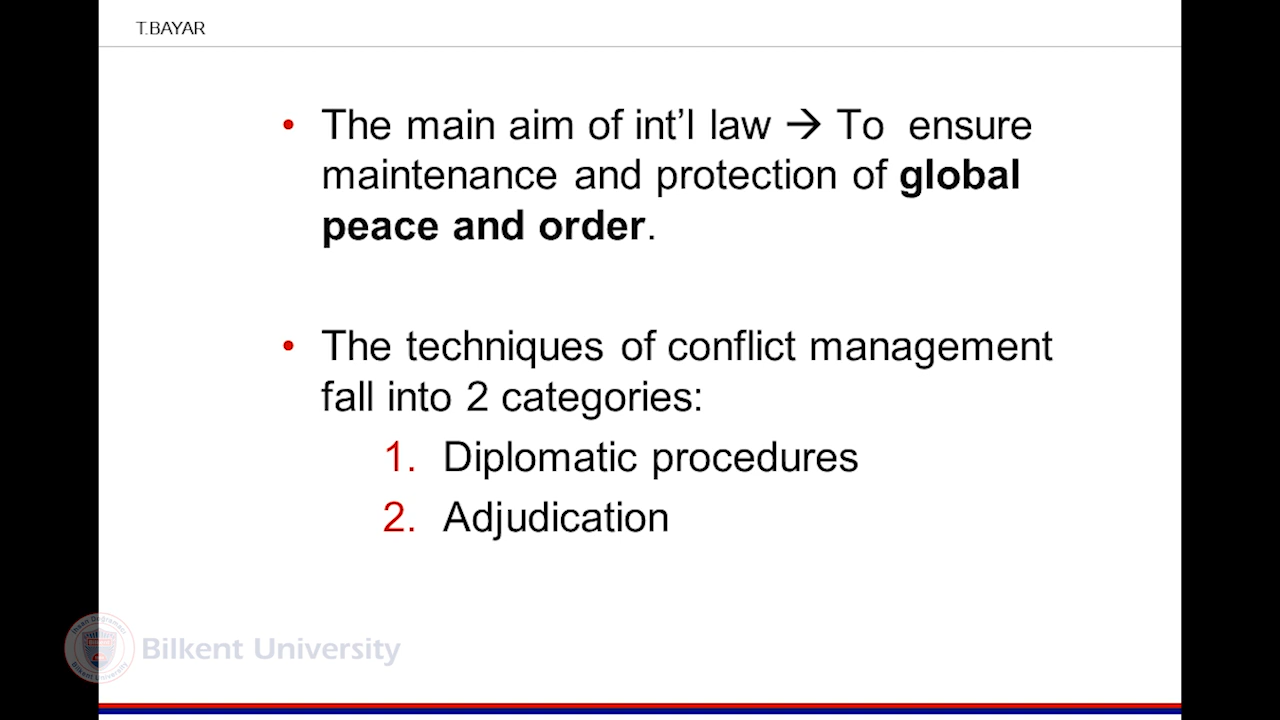 T.BAYAR
• The main aim of int’l law → To ensure
maintenance and protection of global
peace and order.
• The techniques of conflict management
fall into 2 categories:
1. Diplomatic procedures
2. Adjudication
Bilkent University